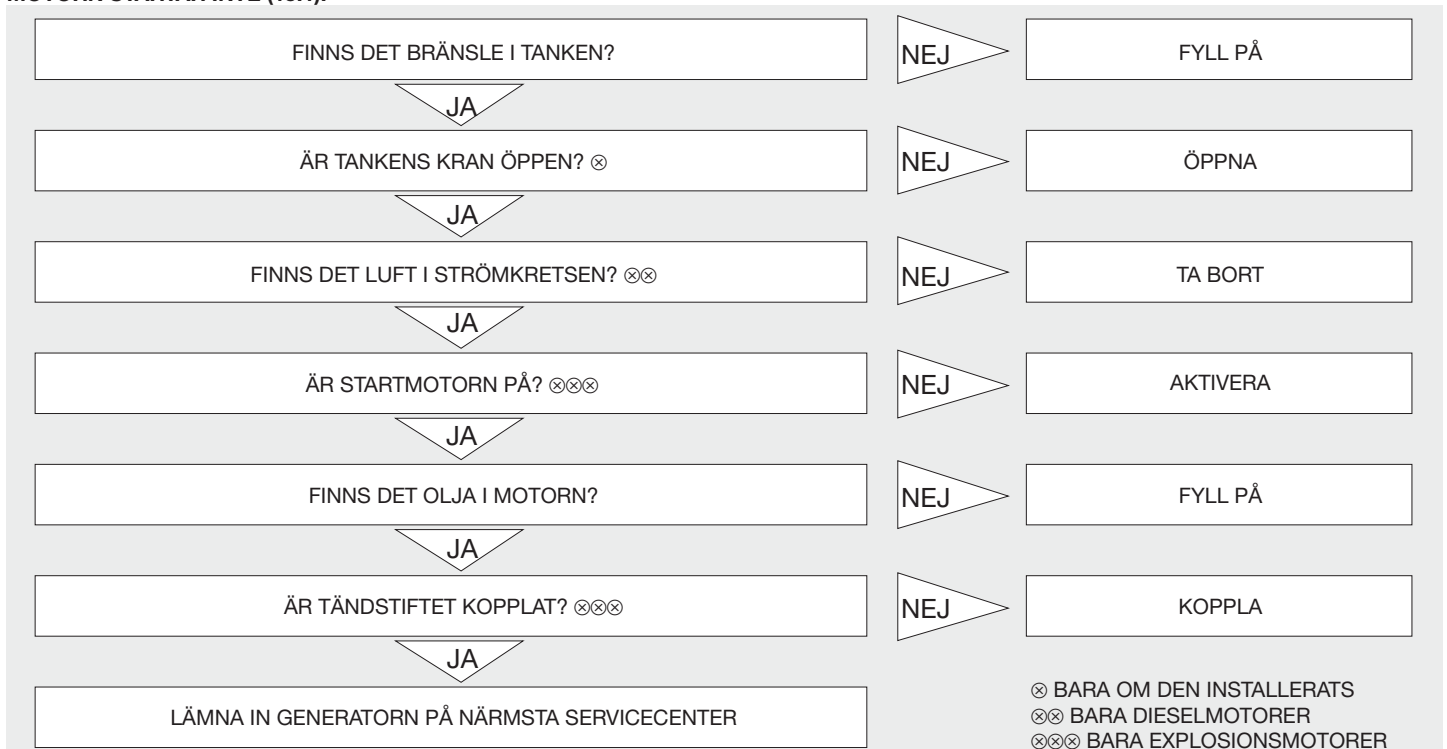 FINNS DET BRÄNSLE I TANKEN?
NEJ
FYLL PÅ
JA
ÄR TANKENS KRAN ÖPPEN? ⊗
NEJ
ÖPPNA
JA
FINNS DET LUFT I STRÖMKRETSEN? ⊗⊗
NEJ
TA BORT
JA
ÄR STARTMOTORN PÅ? ⊗⊗⊗
NEJ
AKTIVERA
JA
FINNS DET OLJA I MOTORN?
NEJ
FYLL PÅ
JA
ÄR TÄNDSTIFTET KOPPLAT? ⊗⊗⊗
NEJ
KOPPLA
JA
LÄMNA IN GENERATORN PÅ NÄRMSTA SERVICECENTER
⊗ BARA OM DEN INSTALLERATS
⊗⊗ BARA DIESELMOTORER
⊗⊗⊗ BARA EXPLOSIONSMOTORER